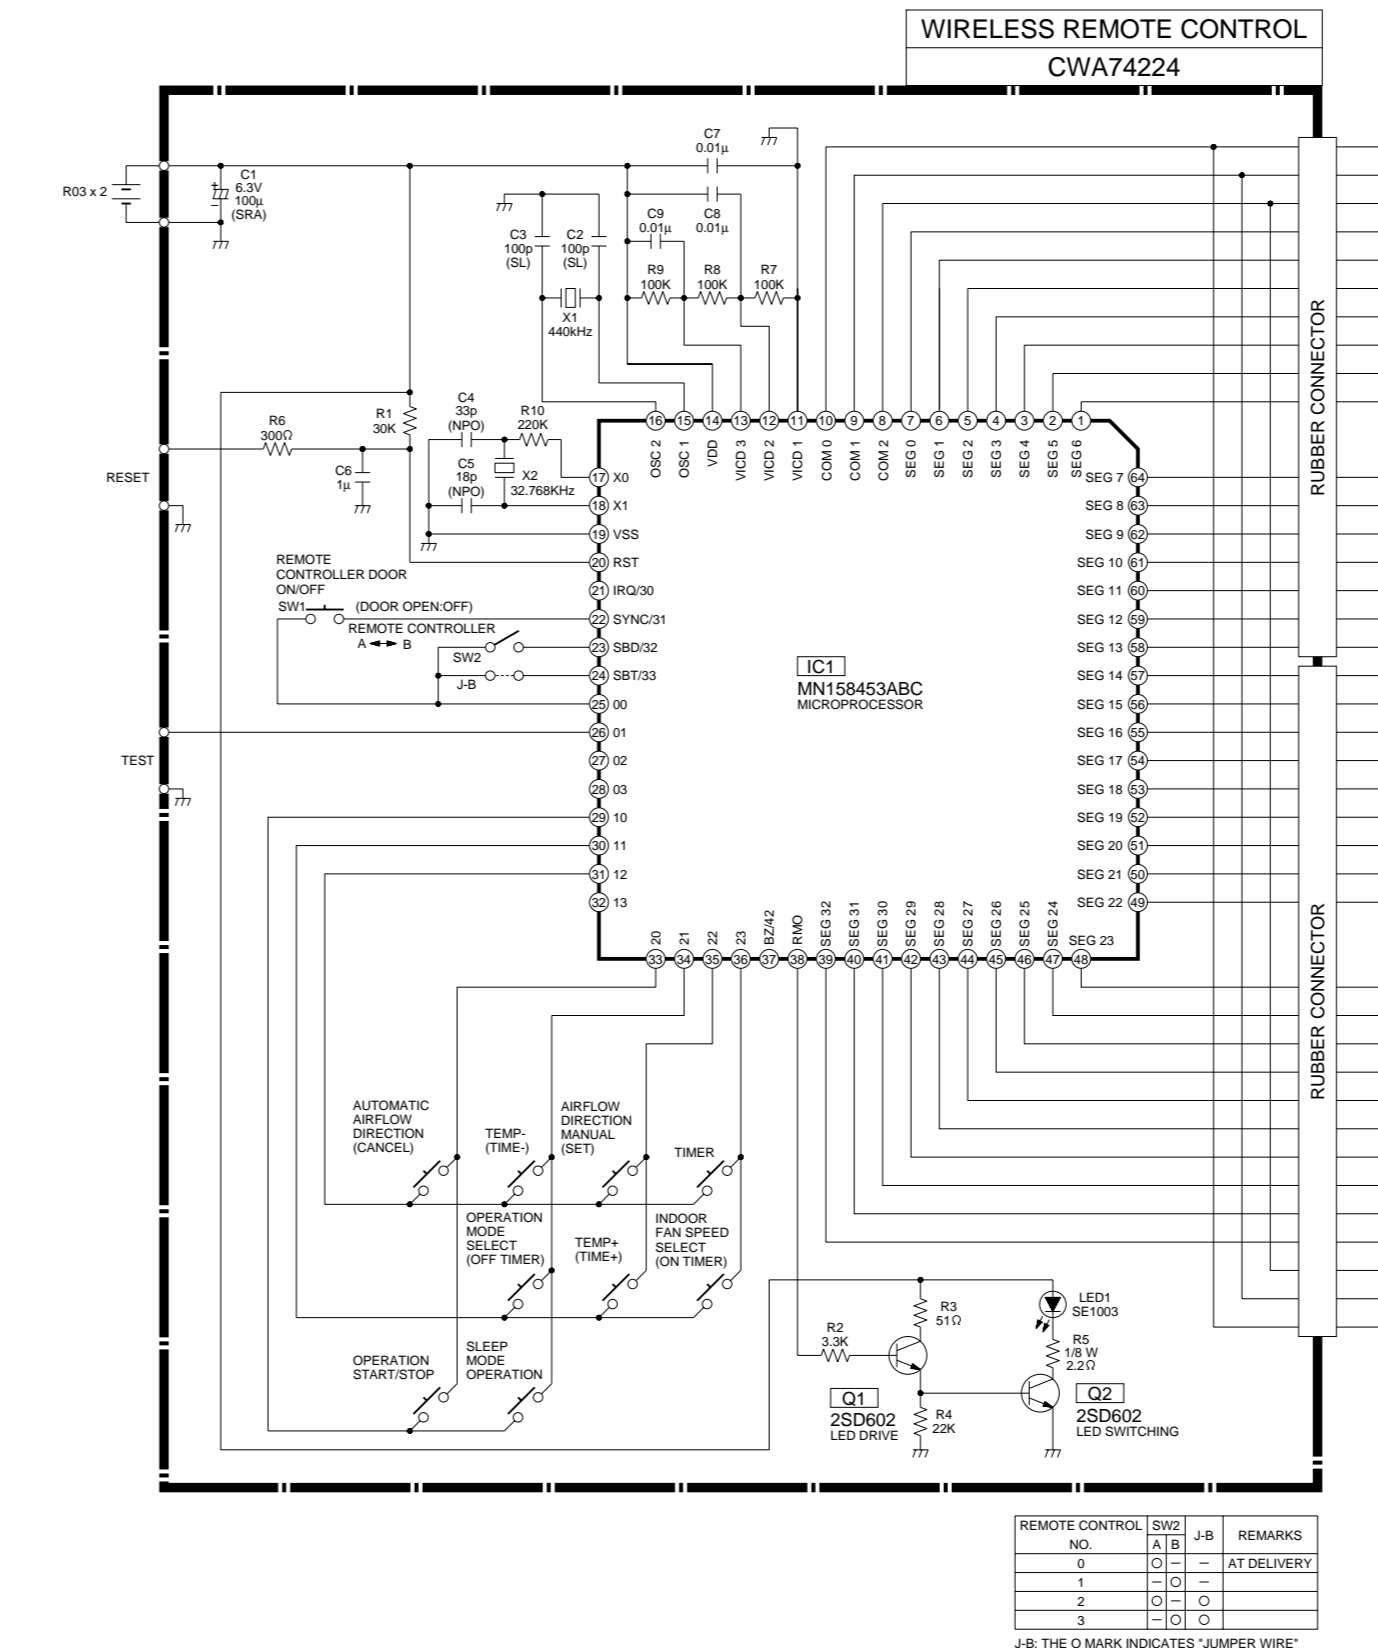 WIRELESS REMOTE CONTROL
CWA74224
R03 x 2
+
−
C1
6.3V
100µ
(SRA)
C7
0.01µ
C3
100p
(SL)
C2
100p
(SL)
C9
0.01µ
C8
0.01µ
R9
100K
R8
100K
R7
100K
X1
440kHz
R6
300Ω
R1
30K
C6
1µ
C4
33p
(NPO)
R10
220K
C5
18p
(NPO)
X2
32.768KHz
RESET
TEST
REMOTE
CONTROLLER DOOR
ON/OFF
SW1
(DOOR OPEN:OFF)
REMOTE CONTROLLER
A B
SW2
J-B
16 OSC 2
15 OSC 1
14 VDD
13 VICD 3
12 VICD 2
11 VICD 1
10 COM 0
9 COM 1
8 COM 2
7 SEG 0
6 SEG 1
5 SEG 2
4 SEG 3
3 SEG 4
2 SEG 5
1 SEG 6
17 X0
18 X1
19 VSS
20 RST
21 IRQ/30
22 SYNC/31
23 SBD/32
24 SBT/33
25 00
26 01
27 02
28 03
29 10
30 11
31 12
32 13
IC1
MN158453ABC
MICROPROCESSOR
SEG 7 64
SEG 8 63
SEG 9 62
SEG 10 61
SEG 11 60
SEG 12 59
SEG 13 58
SEG 14 57
SEG 15 56
SEG 16 55
SEG 17 54
SEG 18 53
SEG 19 52
SEG 20 51
SEG 21 50
SEG 22 49
20 33
21 34
22 35
23 36
BZ/42 37
RMO 38
SEG 32 39
SEG 31 40
SEG 30 41
SEG 29 42
SEG 28 43
SEG 27 44
SEG 26 45
SEG 25 46
SEG 24 47
SEG 23 48
RUBBER CONNECTOR
RUBBER CONNECTOR
AUTOMATIC
AIRFLOW
DIRECTION
(CANCEL)
TEMP-
(TIME-)
AIRFLOW
DIRECTION
MANUAL
(SET)
TIMER
OPERATION
MODE
SELECT
(OFF TIMER)
TEMP+
(TIME+)
INDOOR
FAN SPEED
SELECT
(ON TIMER)
OPERATION
START/STOP
SLEEP
MODE
OPERATION
R2
3.3K
R3
51Ω
LED1
SE1003
R5
1/8 W
2.2Ω
Q1
2SD602
LED DRIVE
R4
22K
Q2
2SD602
LED SWITCHING
REMOTE CONTROL NO. SW2 A B J-B REMARKS
0 O − − AT DELIVERY
1 − O −
2 O − O
3 − O O
J-B: THE O MARK INDICATES "JUMPER WIRE"